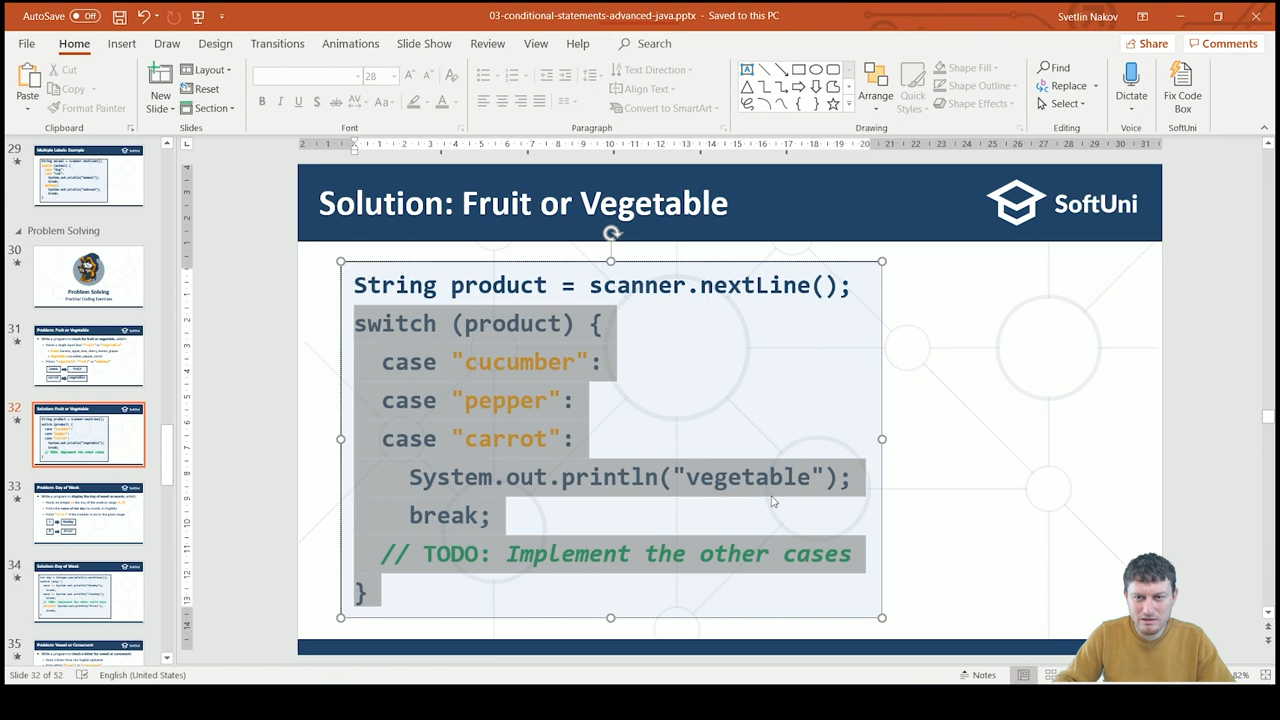 AutoSave Off
03-conditional-statements-advanced-java.pptx - Saved to this PC
Svetlin Nakov
File Home Insert Draw Design Transitions Animations Slide Show Review View Help Search
Share Comments
Paste
Cut
Copy
Format Painter
Clipboard
New Slide
Layout
Reset
Section
Slides
28
Font
Text Direction
Align Text
Convert to SmartArt
Paragraph
Arrange
Quick Styles
Shape Fill
Shape Outline
Shape Effects
Drawing
Find
Replace
Select
Editing
Dictate
Voice
Fix Code Box
SoftUni
29
Multiple Labels: Example
Problem Solving
30
Problem Solving
31
Problem: Fruit or Vegetable
32
Solution: Fruit or Vegetable
33
Problem: Day of Week
34
Solution: Day of Week
35
Problem: Vowel or Consonant
Solution: Fruit or Vegetable
SoftUni
String product = scanner.nextLine();
switch (product) {
case "cucumber":
case "pepper":
case "carrot":
System.out.println("vegetable");
break;
// TODO: Implement the other cases
}
Slide 32 of 52
English (United States)
Notes
82%